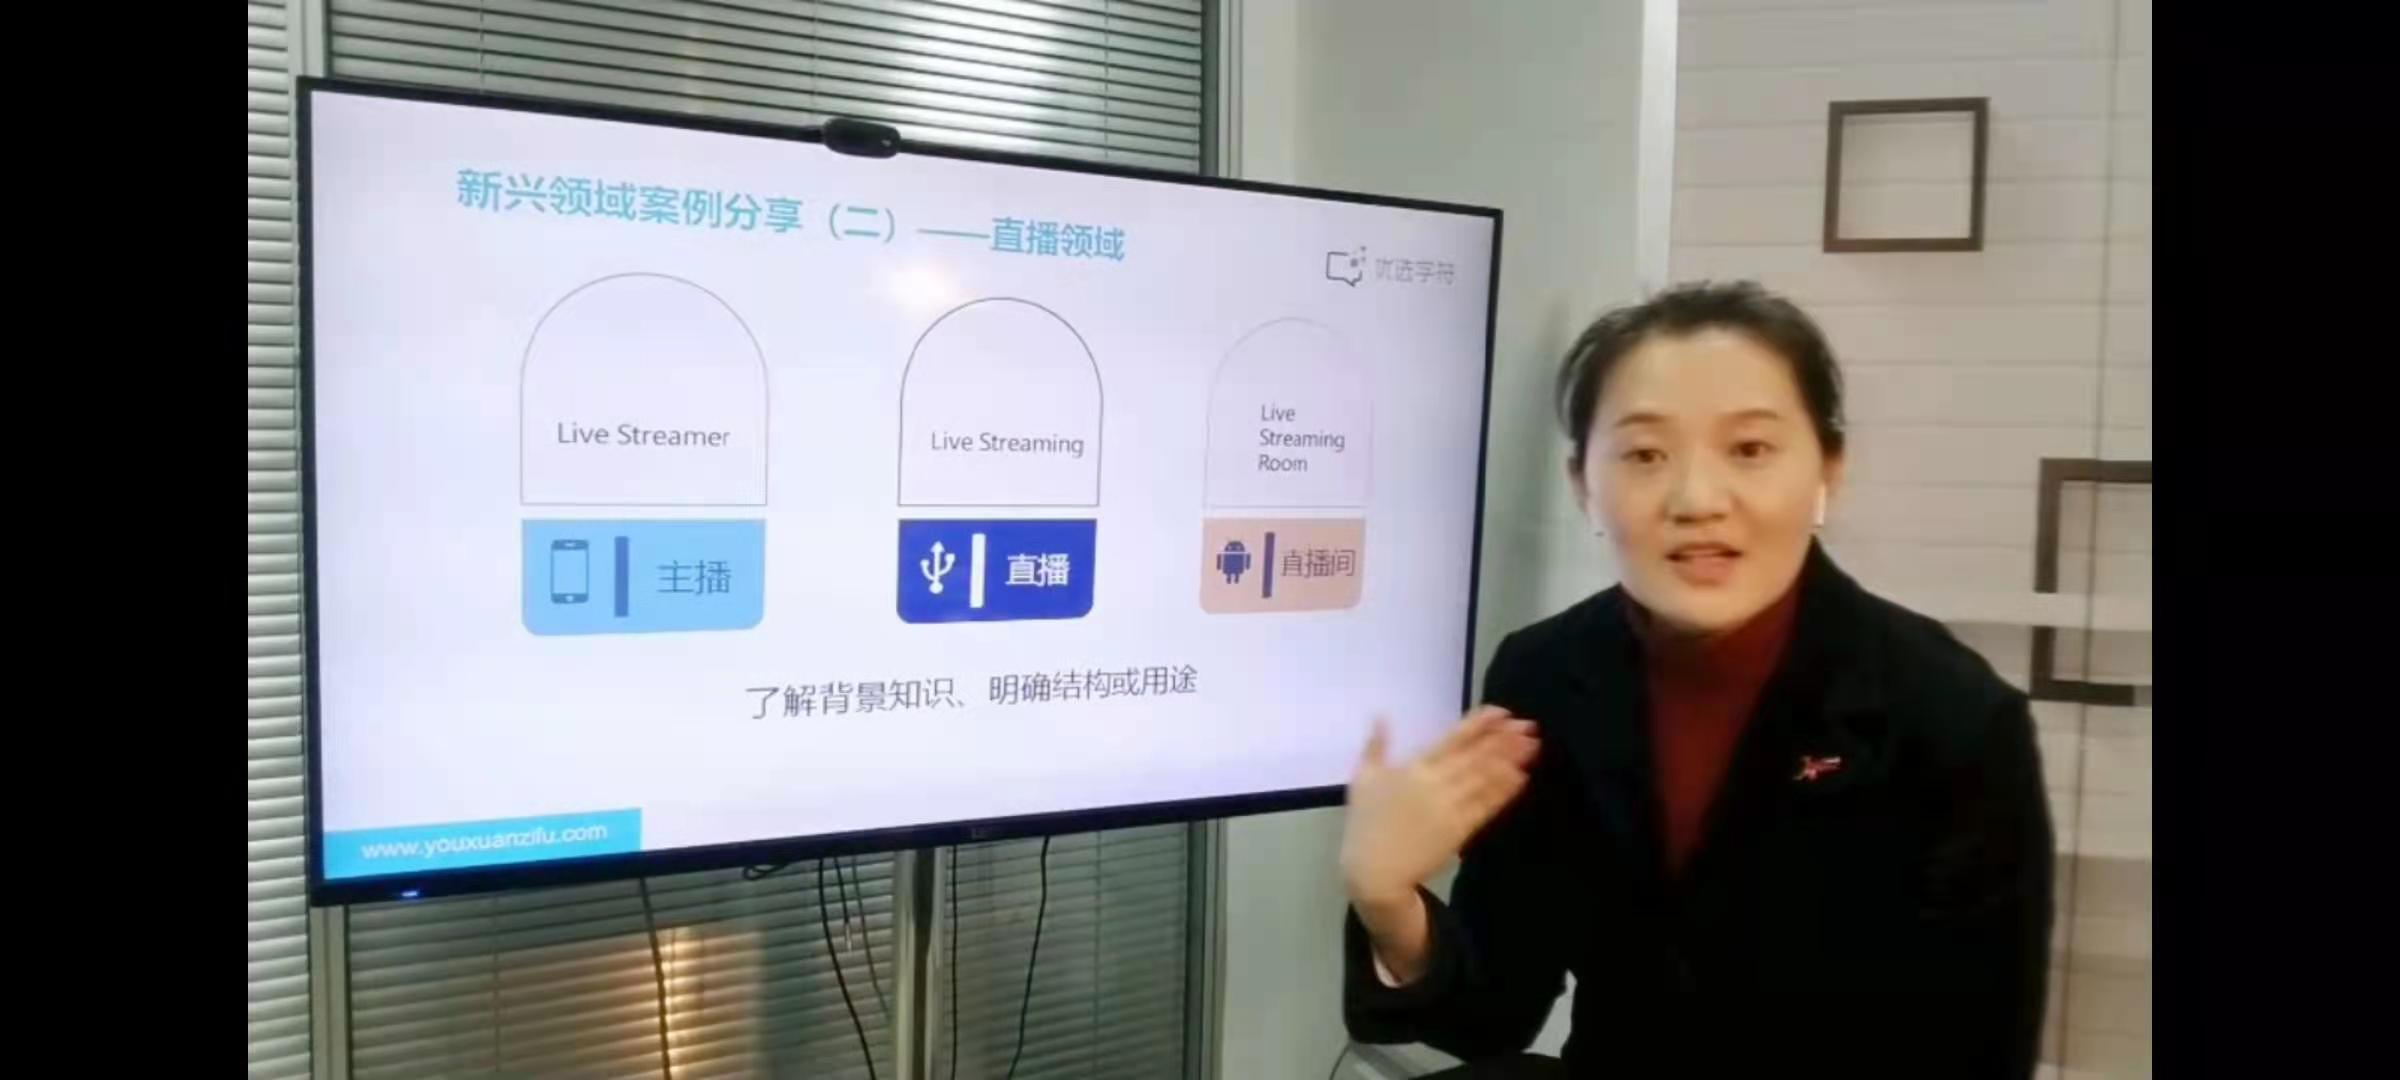 新兴领域案例分享（二）——直播领域
优选字符
Live Streamer
主播
Live Streaming
直播
Live
Streaming
Room
直播间
了解背景知识、明确结构或用途
www.youxuanzifu.com